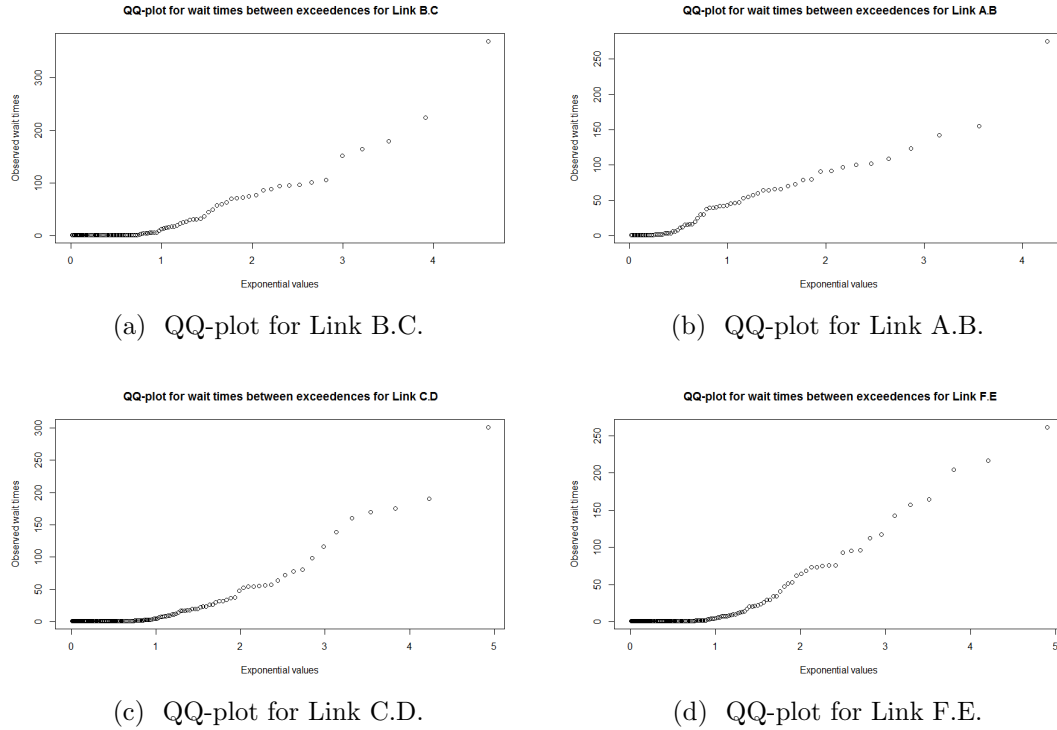 QQ-plot for wait times between exceedences for Link B.C
Observed wait times
0 100 200 300
0 1 2 3 4
Exponential values
(a) QQ-plot for Link B.C.
QQ-plot for wait times between exceedences for Link A.B
Observed wait times
0 50 100 150 200 250
0 1 2 3 4
Exponential values
(b) QQ-plot for Link A.B.
QQ-plot for wait times between exceedences for Link C.D
Observed wait times
0 50 100 150 200 250 300
0 1 2 3 4 5
Exponential values
(c) QQ-plot for Link C.D.
QQ-plot for wait times between exceedences for Link F.E
Observed wait times
0 50 100 150 200 250
0 1 2 3 4 5
Exponential values
(d) QQ-plot for Link F.E.